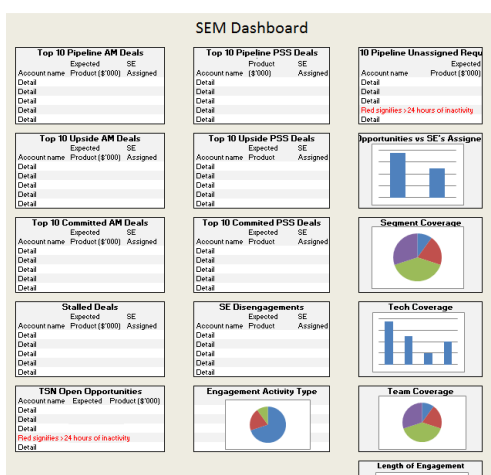 SEM Dashboard
Top 10 Pipeline AM Deals
Expected SE
Account name Product ($'000) Assigned
Detail
Detail
Detail
Detail
Detail
Top 10 Pipeline PSS Deals
Product SE
Account name ($'000) Assigned
Detail
Detail
Detail
Detail
Detail
10 Pipeline Unassigned Requ
Expected
Account name Product ($'000)
Detail
Detail
Detail
Red signifies >24 hours of inactivity
Detail
Top 10 Upside AM Deals
Expected SE
Account name Product ($'000) Assigned
Detail
Detail
Detail
Detail
Detail
Top 10 Upside PSS Deals
Expected SE
Account name Product Assigned
Detail
Detail
Detail
Detail
Detail
Opportunities vs SE's Assigne
Top 10 Committed AM Deals
Expected SE
Account name Product ($'000) Assigned
Detail
Detail
Detail
Detail
Detail
Top 10 Commited PSS Deals
Expected SE
Account name Product Assigned
Detail
Detail
Detail
Detail
Detail
Segment Coverage
Stalled Deals
Expected SE
Account name Product ($'000) Assigned
Detail
Detail
Detail
Detail
Detail
SE Disengagements
Expected SE
Account name Product Assigned
Detail
Detail
Detail
Detail
Detail
Tech Coverage
TSN Open Opportunities
Account name Expected Product ($'000)
Detail
Detail
Detail
Red signifies >24 hours of inactivity
Detail
Engagement Activity Type
Team Coverage
Length of Engagement